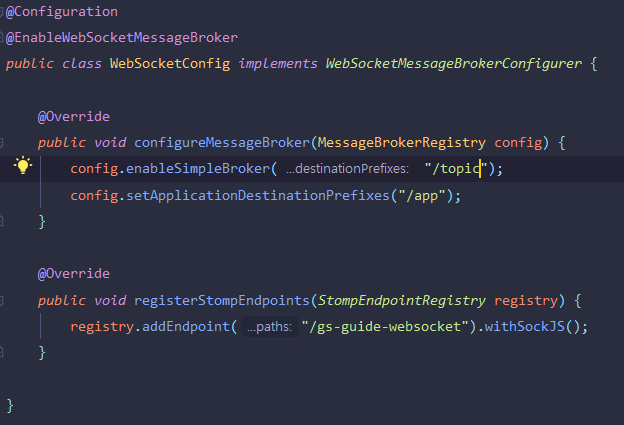 @Configuration
@EnableWebSocketMessageBroker
public class WebSocketConfig implements WebSocketMessageBrokerConfigurer {
@Override
public void configureMessageBroker(MessageBrokerRegistry config) {
config.enableSimpleBroker( ...destinationPrefixes: "/topic");
config.setApplicationDestinationPrefixes("/app");
}
@Override
public void registerStompEndpoints(StompEndpointRegistry registry) {
registry.addEndpoint( ...paths: "/gs-guide-websocket").withSockJS();
}
}